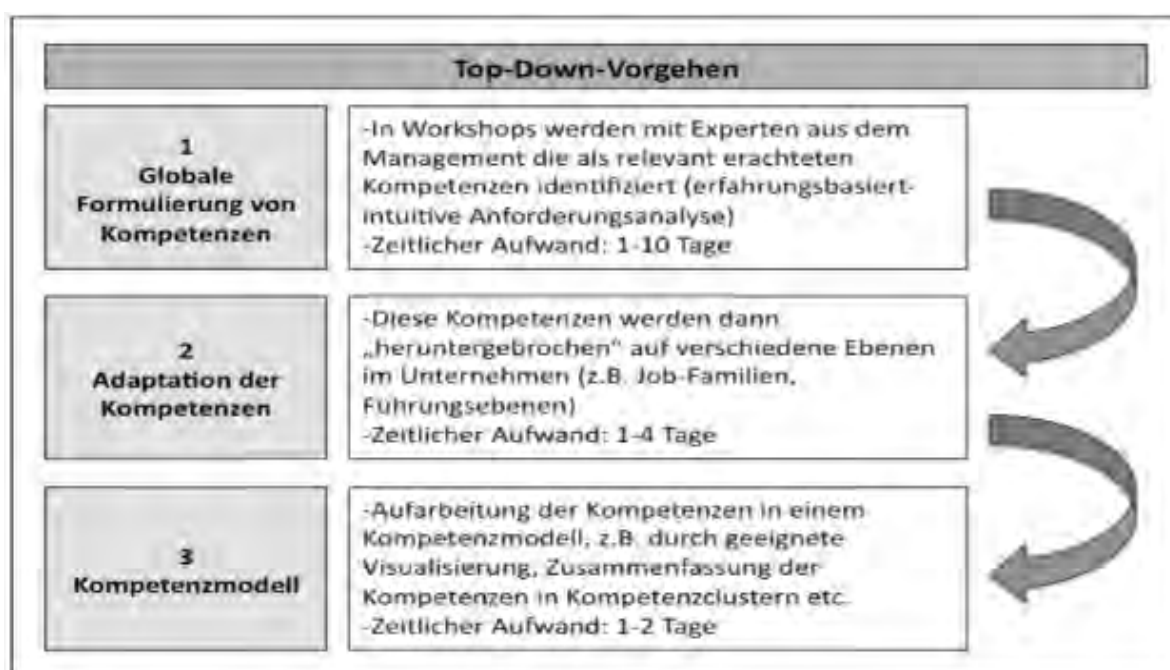 Top-Down-Vorgehen
1
Globale
Formulierung von
Kompetenzen
-In Workshops werden mit Experten aus dem
Management die als relevant erachteten
Kompetenzen identifiziert (erfahrungsbasiert-
intuitive Anforderungsanalyse)
-Zeitlicher Aufwand: 1-10 Tage
2
Adaptation der
Kompetenzen
-Diese Kompetenzen werden dann
„heruntergebrochen“ auf verschiedene Ebenen
im Unternehmen (z.B. Job-Familien,
Führungsebenen)
-Zeitlicher Aufwand: 1-4 Tage
3
Kompetenzmodell
-Aufarbeitung der Kompetenzen in einem
Kompetenzmodell, z.B. durch geeignete
Visualisierung, Zusammenfassung der
Kompetenzen in Kompetenzclustern etc.
-Zeitlicher Aufwand: 1-2 Tage